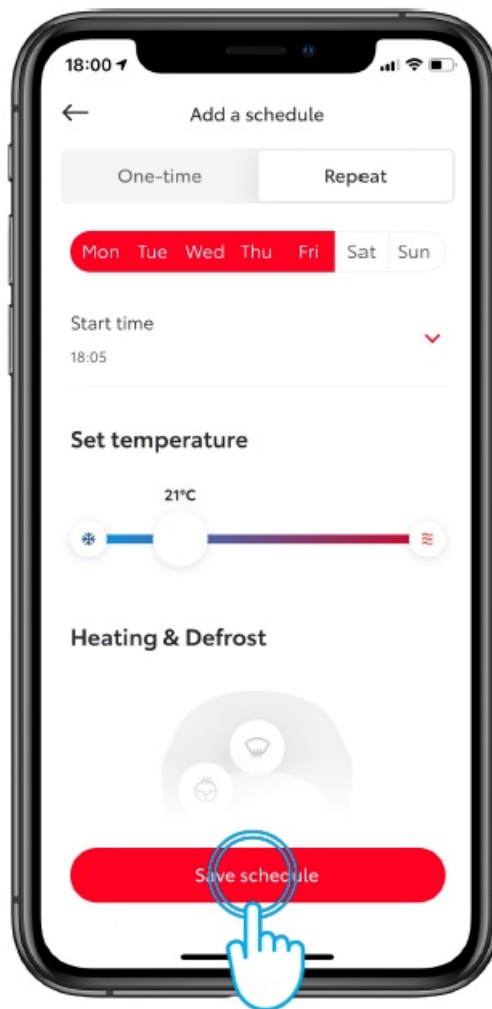 18:00
Add a schedule
One-time Repeat
Mon Tue Wed Thu Fri Sat Sun
Start time
18:05
Set temperature
21°C
Heating & Defrost
Save schedule